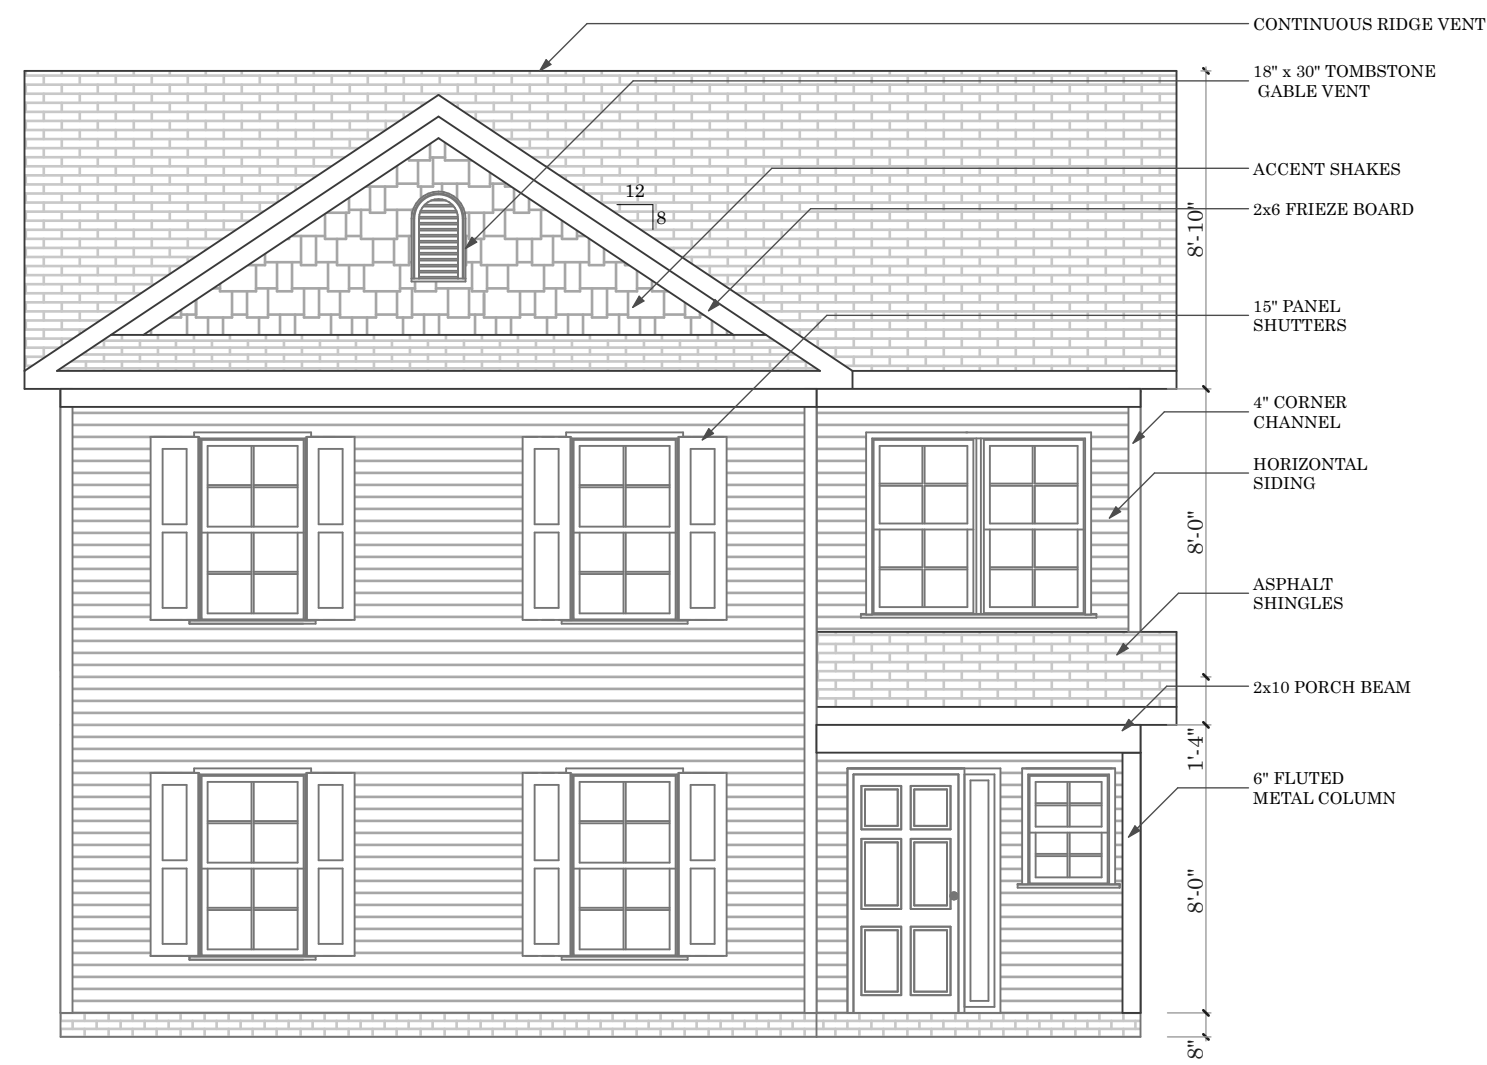 CONTINUOUS RIDGE VENT
18" x 30" TOMBSTONE
GABLE VENT
ACCENT SHAKES
12
8
2x6 FRIEZE BOARD
8'-10"
15" PANEL
SHUTTERS
4" CORNER
CHANNEL
HORIZONTAL
SIDING
8'-0"
ASPHALT
SHINGLES
2x10 PORCH BEAM
1'-4"
6" FLUTED
METAL COLUMN
8'-0"
8"